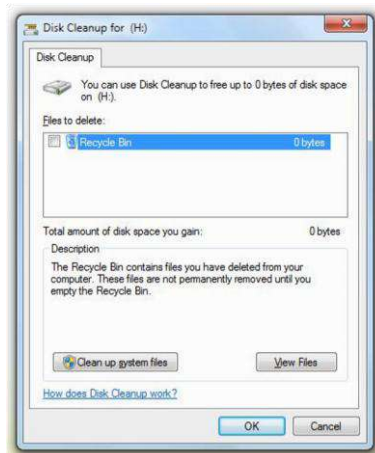 Disk Cleanup for (H:)
Disk Cleanup
You can use Disk Cleanup to free up to 0 bytes of disk space
on (H:).
Files to delete:
Recycle Bin 0 bytes
Total amount of disk space you gain: 0 bytes
Description
The Recycle Bin contains files you have deleted from your
computer. These files are not permanently removed until you
empty the Recycle Bin.
Clean up system files View Files
How does Disk Cleanup work?
OK Cancel